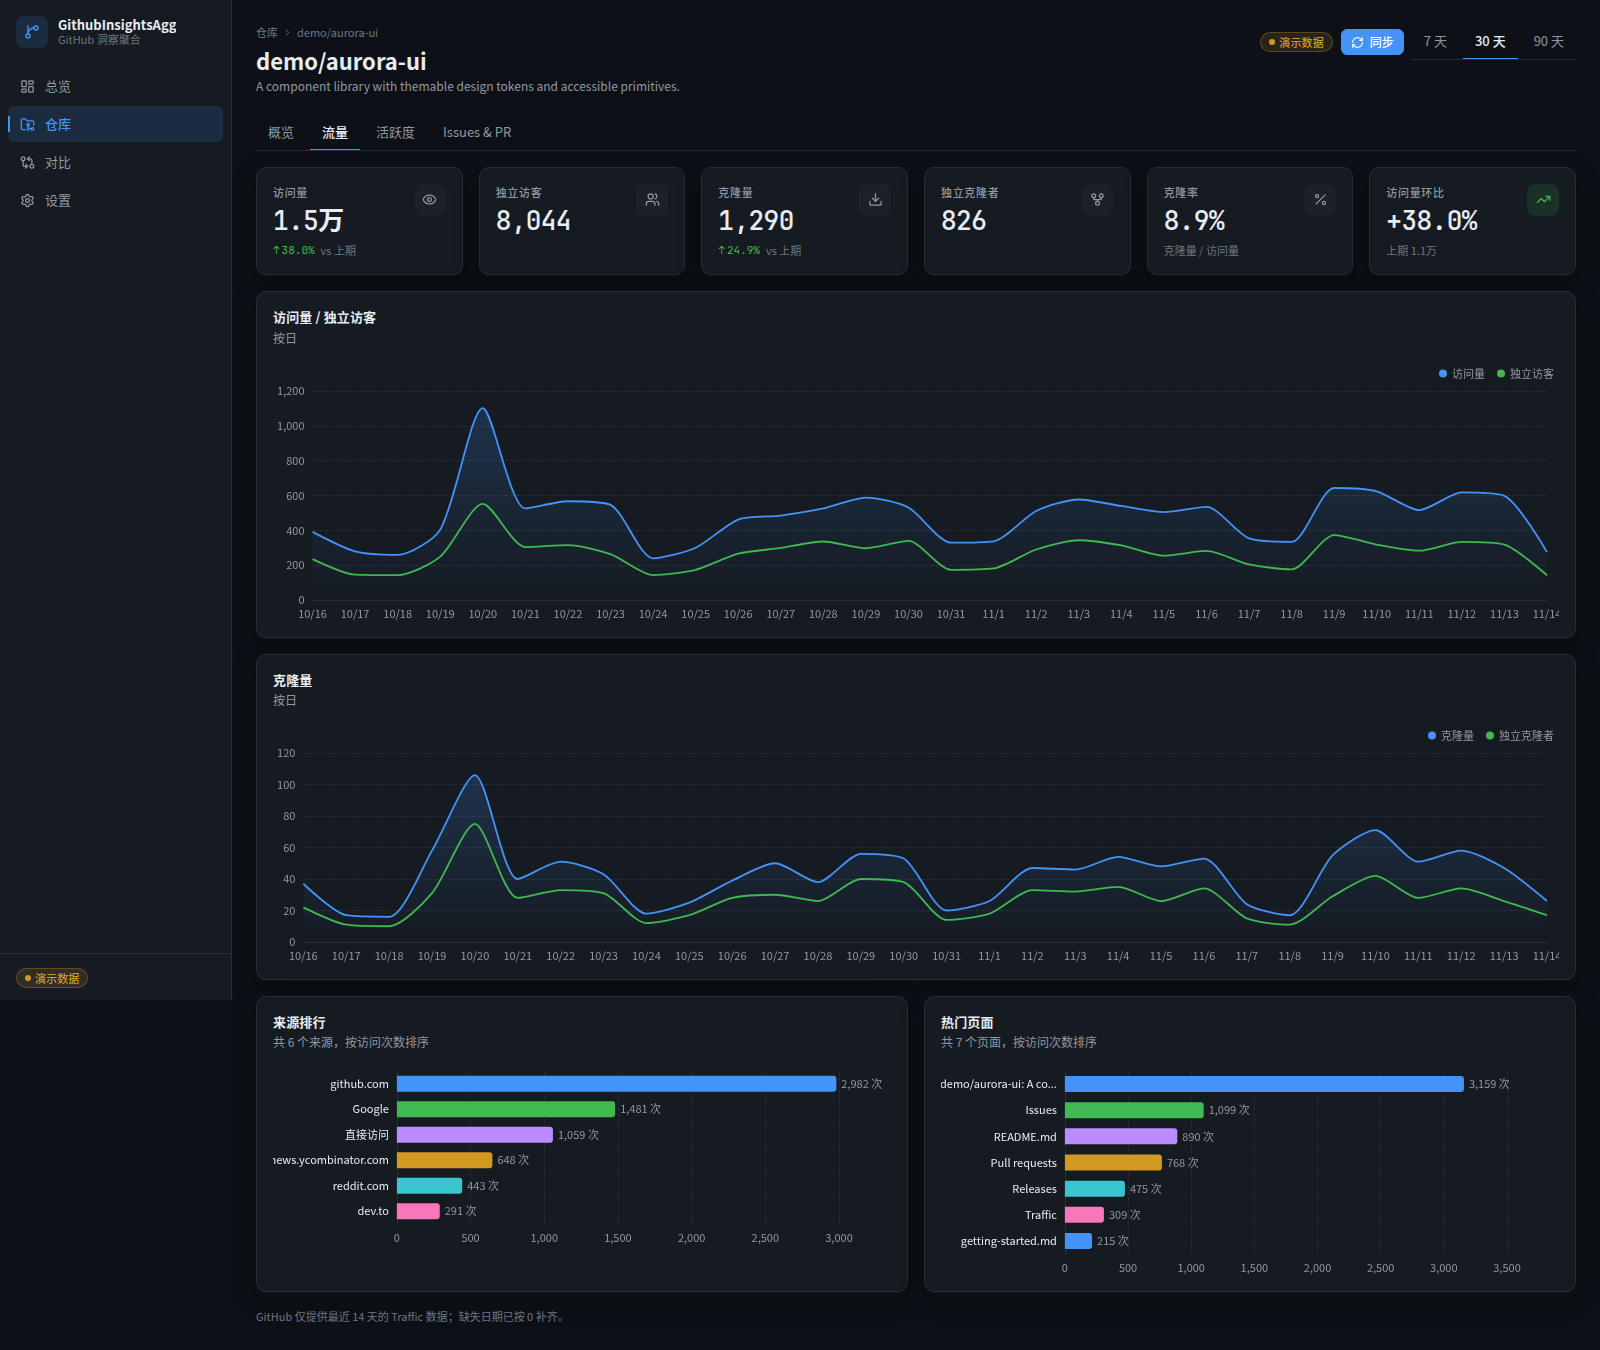 GithubInsightsAgg
GitHub 洞察聚合
总览
仓库
对比
设置
演示数据
仓库 > demo/aurora-ui
demo/aurora-ui
A component library with themable design tokens and accessible primitives.
演示数据
同步
7 天 30 天 90 天
概览 流量 活跃度 Issues & PR
访问量
1.5万
↑38.0% vs 上期
独立访客
8,044
克隆量
1,290
↑24.9% vs 上期
独立克隆者
826
克隆率
8.9%
克隆量 / 访问量
访问量环比
+38.0%
上期 1.1万
访问量 / 独立访客
按日
访问量 独立访客
1,200
1,000
800
600
400
200
0
10/16 10/17 10/18 10/19 10/20 10/21 10/22 10/23 10/24 10/25 10/26 10/27 10/28 10/29 10/30 10/31 11/1 11/2 11/3 11/4 11/5 11/6 11/7 11/8 11/9 11/10 11/11 11/12 11/13 11/14
克隆量
按日
克隆量 独立克隆者
120
100
80
60
40
20
0
10/16 10/17 10/18 10/19 10/20 10/21 10/22 10/23 10/24 10/25 10/26 10/27 10/28 10/29 10/30 10/31 11/1 11/2 11/3 11/4 11/5 11/6 11/7 11/8 11/9 11/10 11/11 11/12 11/13 11/14
来源排行
共 6 个来源，按访问次数排序
github.com 2,982 次
Google 1,481 次
直接访问 1,059 次
news.ycombinator.com 648 次
reddit.com 443 次
dev.to 291 次
0 500 1,000 1,500 2,000 2,500 3,000
热门页面
共 7 个页面，按访问次数排序
demo/aurora-ui: A co... 3,159 次
Issues 1,099 次
README.md 890 次
Pull requests 768 次
Releases 475 次
Traffic 309 次
getting-started.md 215 次
0 500 1,000 1,500 2,000 2,500 3,000 3,500
GitHub 仅提供最近 14 天的 Traffic 数据；缺失日期已按 0 补齐。